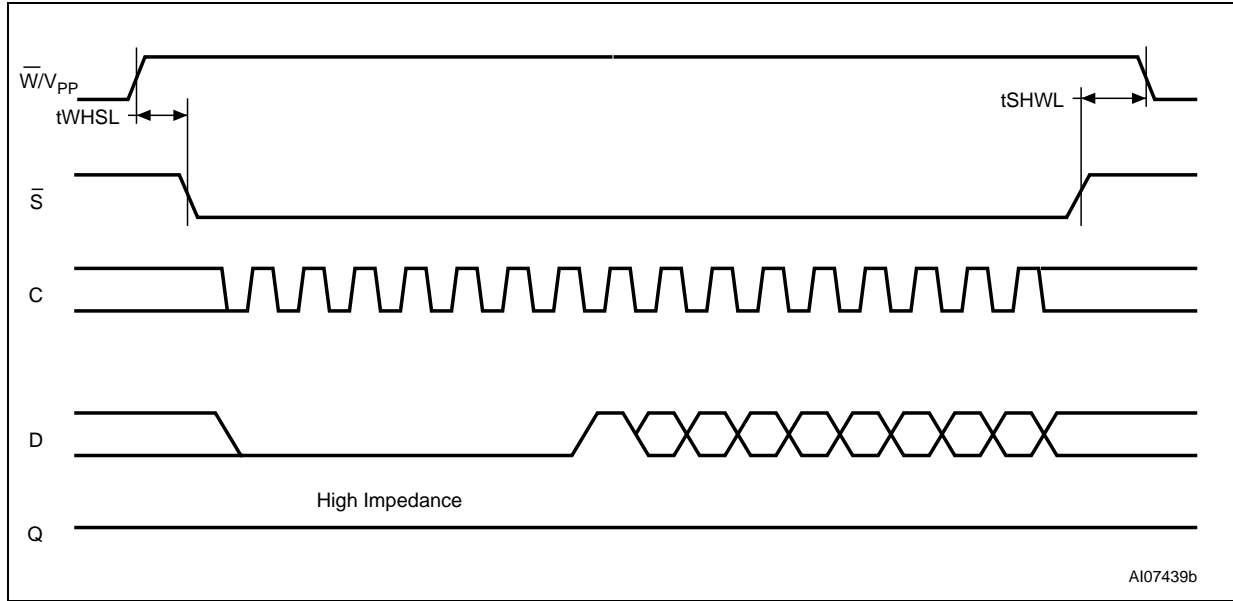 W̅/VPP
tWHSL
tSHWL
S̅
C
D
High Impedance
Q
AI07439b